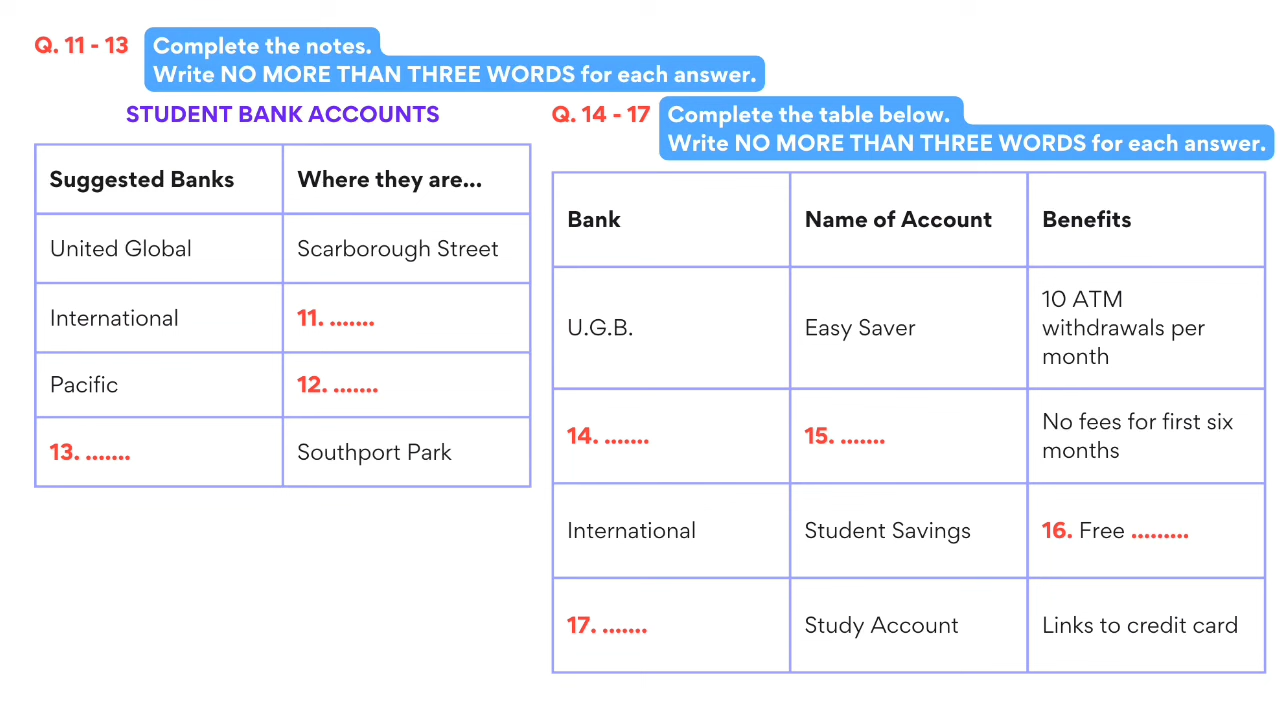 Q. 11 - 13
Complete the notes.
Write NO MORE THAN THREE WORDS for each answer.
STUDENT BANK ACCOUNTS
Suggested Banks
Where they are...
United Global
Scarborough Street
International
11. .......
Pacific
12. .......
13. .......
Southport Park
Q. 14 - 17
Complete the table below.
Write NO MORE THAN THREE WORDS for each answer.
Bank
Name of Account
Benefits
U.G.B.
Easy Saver
10 ATM
withdrawals per
month
14. .......
15. .......
No fees for first six
months
International
Student Savings
16. Free .........
17. .......
Study Account
Links to credit card